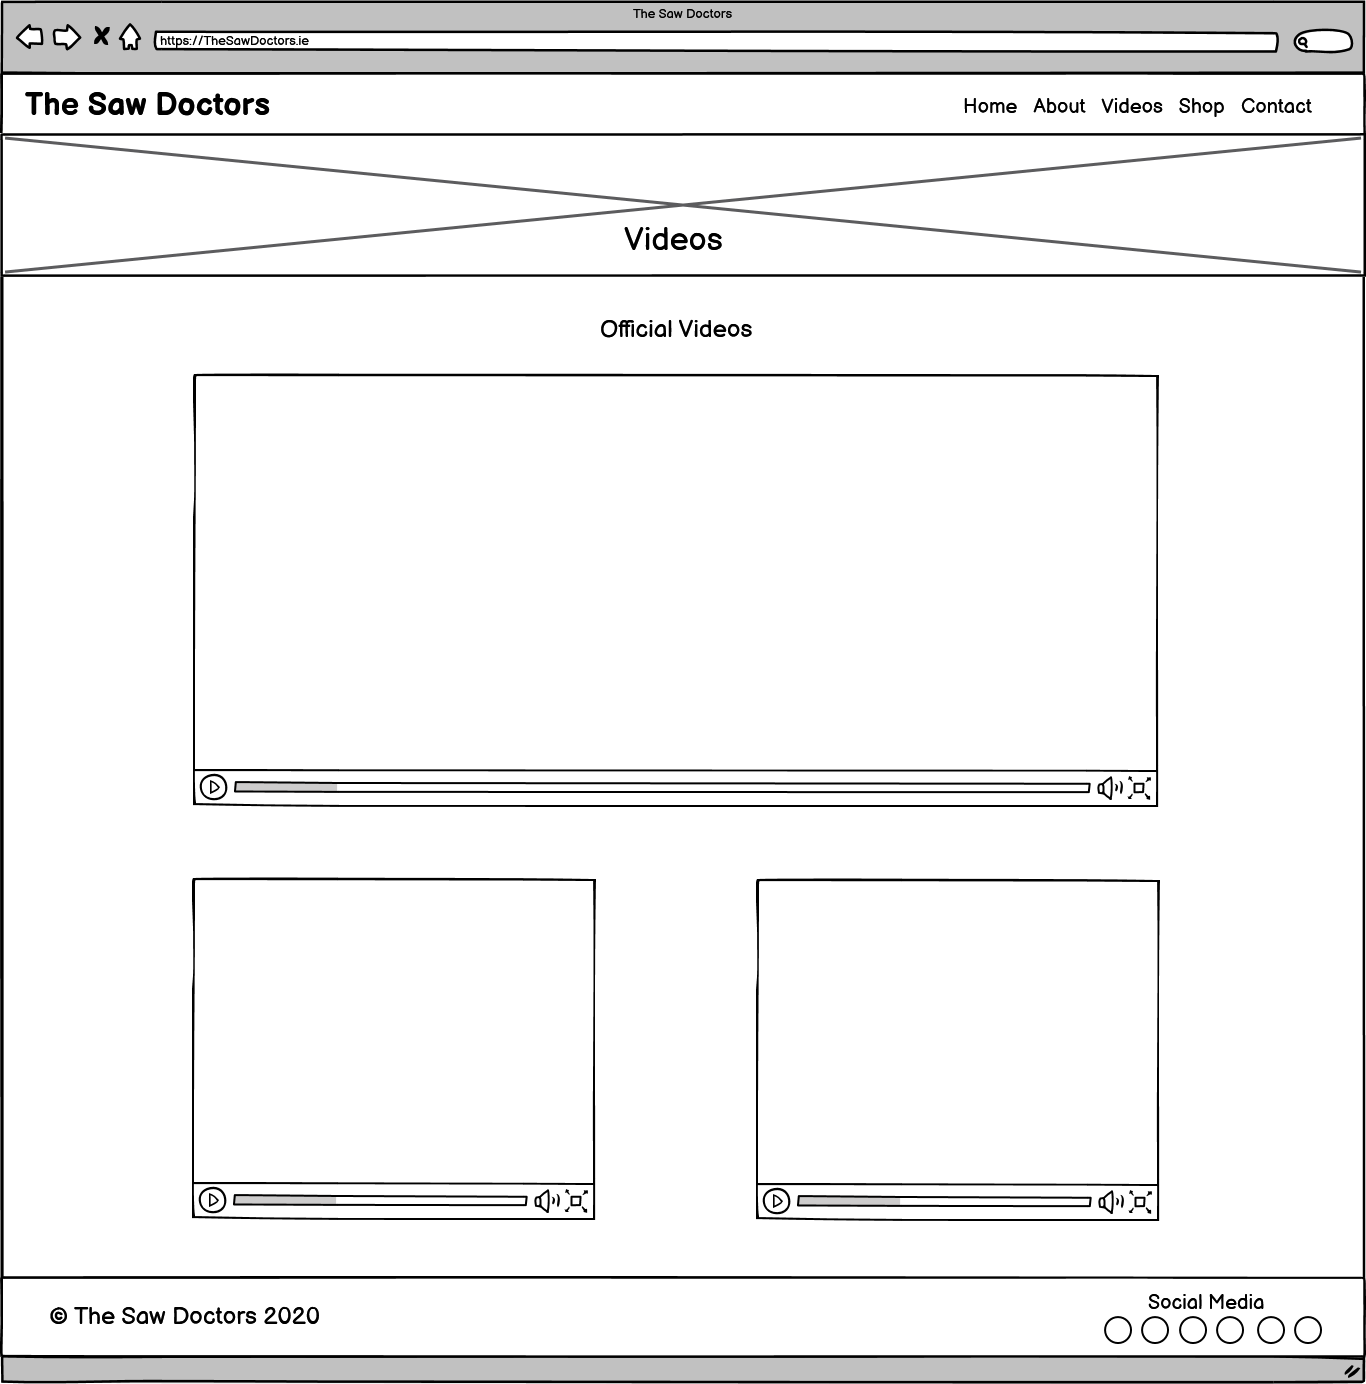 The Saw Doctors
https://TheSawDoctors.ie
The Saw Doctors
Home About Videos Shop Contact
Videos
Official Videos
© The Saw Doctors 2020
Social Media